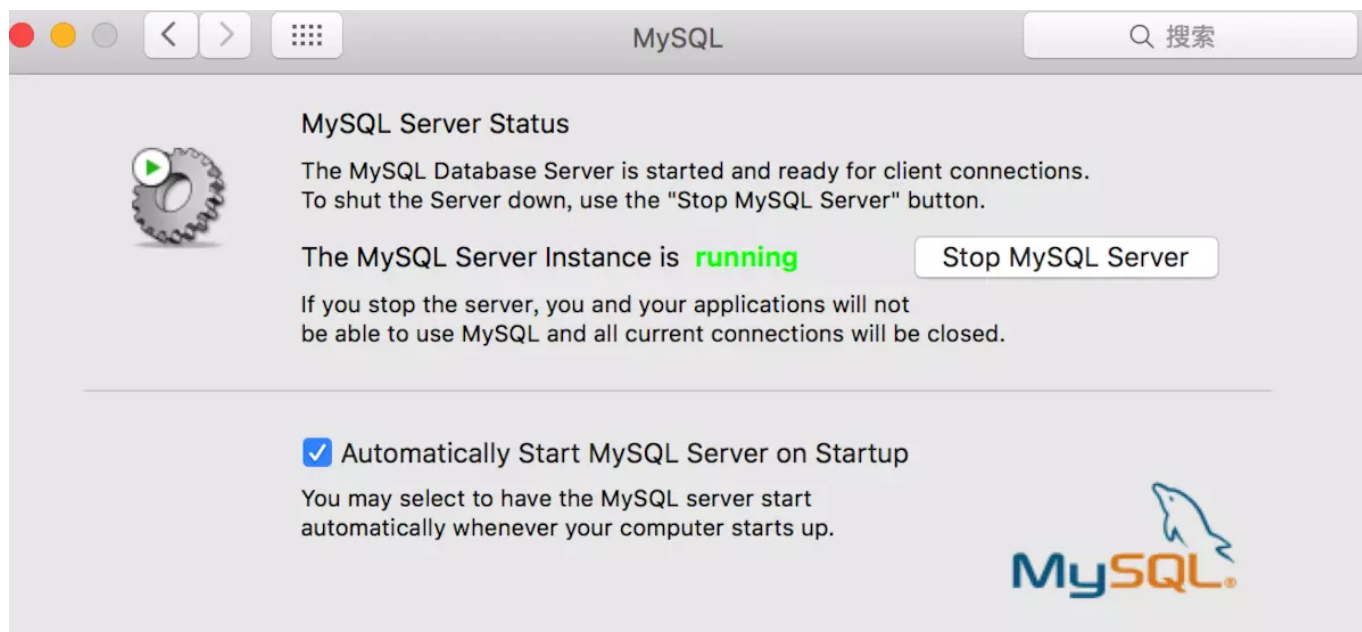 MySQL
搜索
MySQL Server Status
The MySQL Database Server is started and ready for client connections.
To shut the Server down, use the "Stop MySQL Server" button.
The MySQL Server Instance is running
Stop MySQL Server
If you stop the server, you and your applications will not
be able to use MySQL and all current connections will be closed.
Automatically Start MySQL Server on Startup
You may select to have the MySQL server start
automatically whenever your computer starts up.
MySQL®